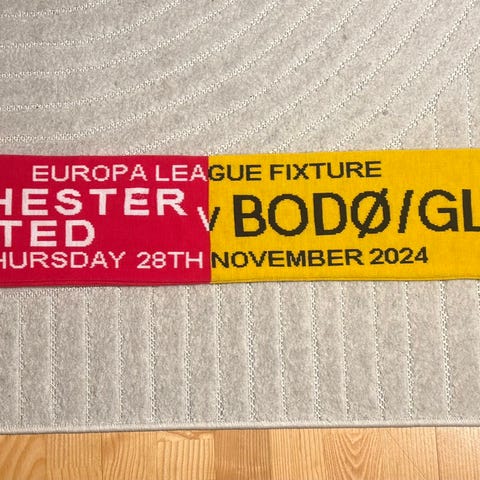 EUROPA LEAGUE FIXTURE
HESTER
TED
v BODØ/GL
HURSDAY 28TH NOVEMBER 2024